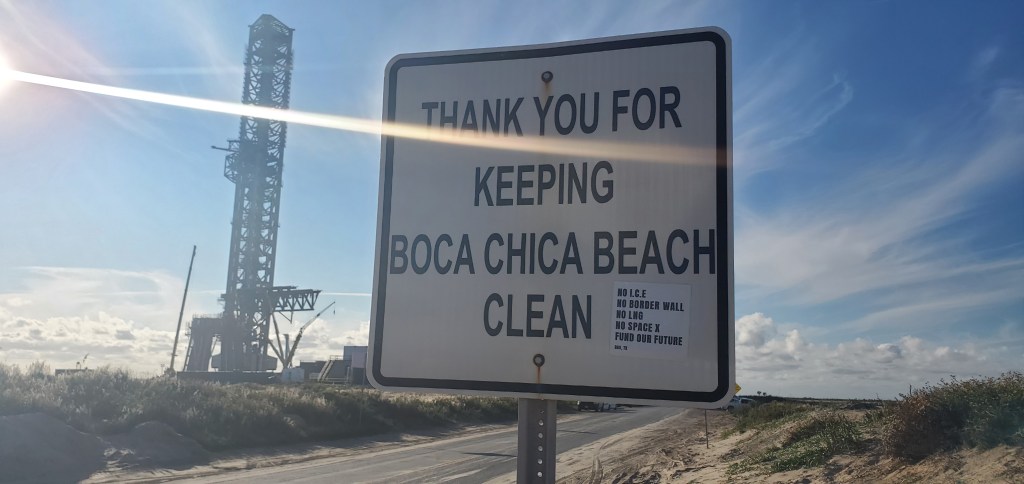 THANK YOU FOR
KEEPING
BOCA CHICA BEACH
CLEAN
NO I.C.E
NO BORDER WALL
NO LNG
NO SPACE X
FUND OUR FUTURE